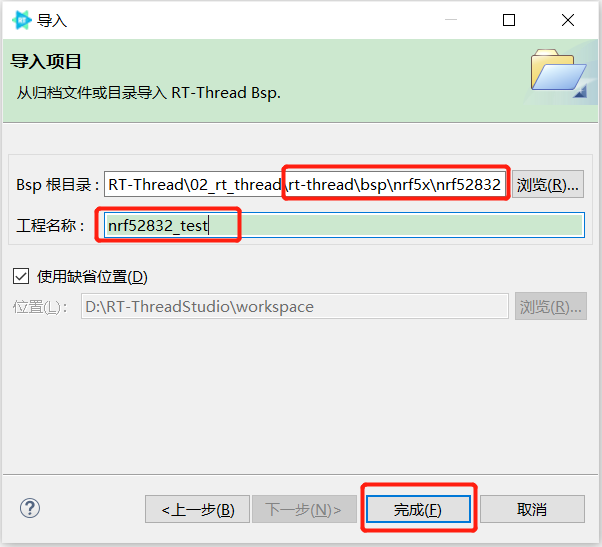 导入
导入项目
从归档文件或目录导入 RT-Thread Bsp.
Bsp 根目录： RT-Thread\02_rt_thread\rt-thread\bsp\nrf5x\nrf52832 浏览(R)...
工程名称： nrf52832_test
使用缺省位置(D)
位置(L)： D:\RT-ThreadStudio\workspace 浏览(R)...
? <上一步(B) 下一步(N)> 完成(F) 取消